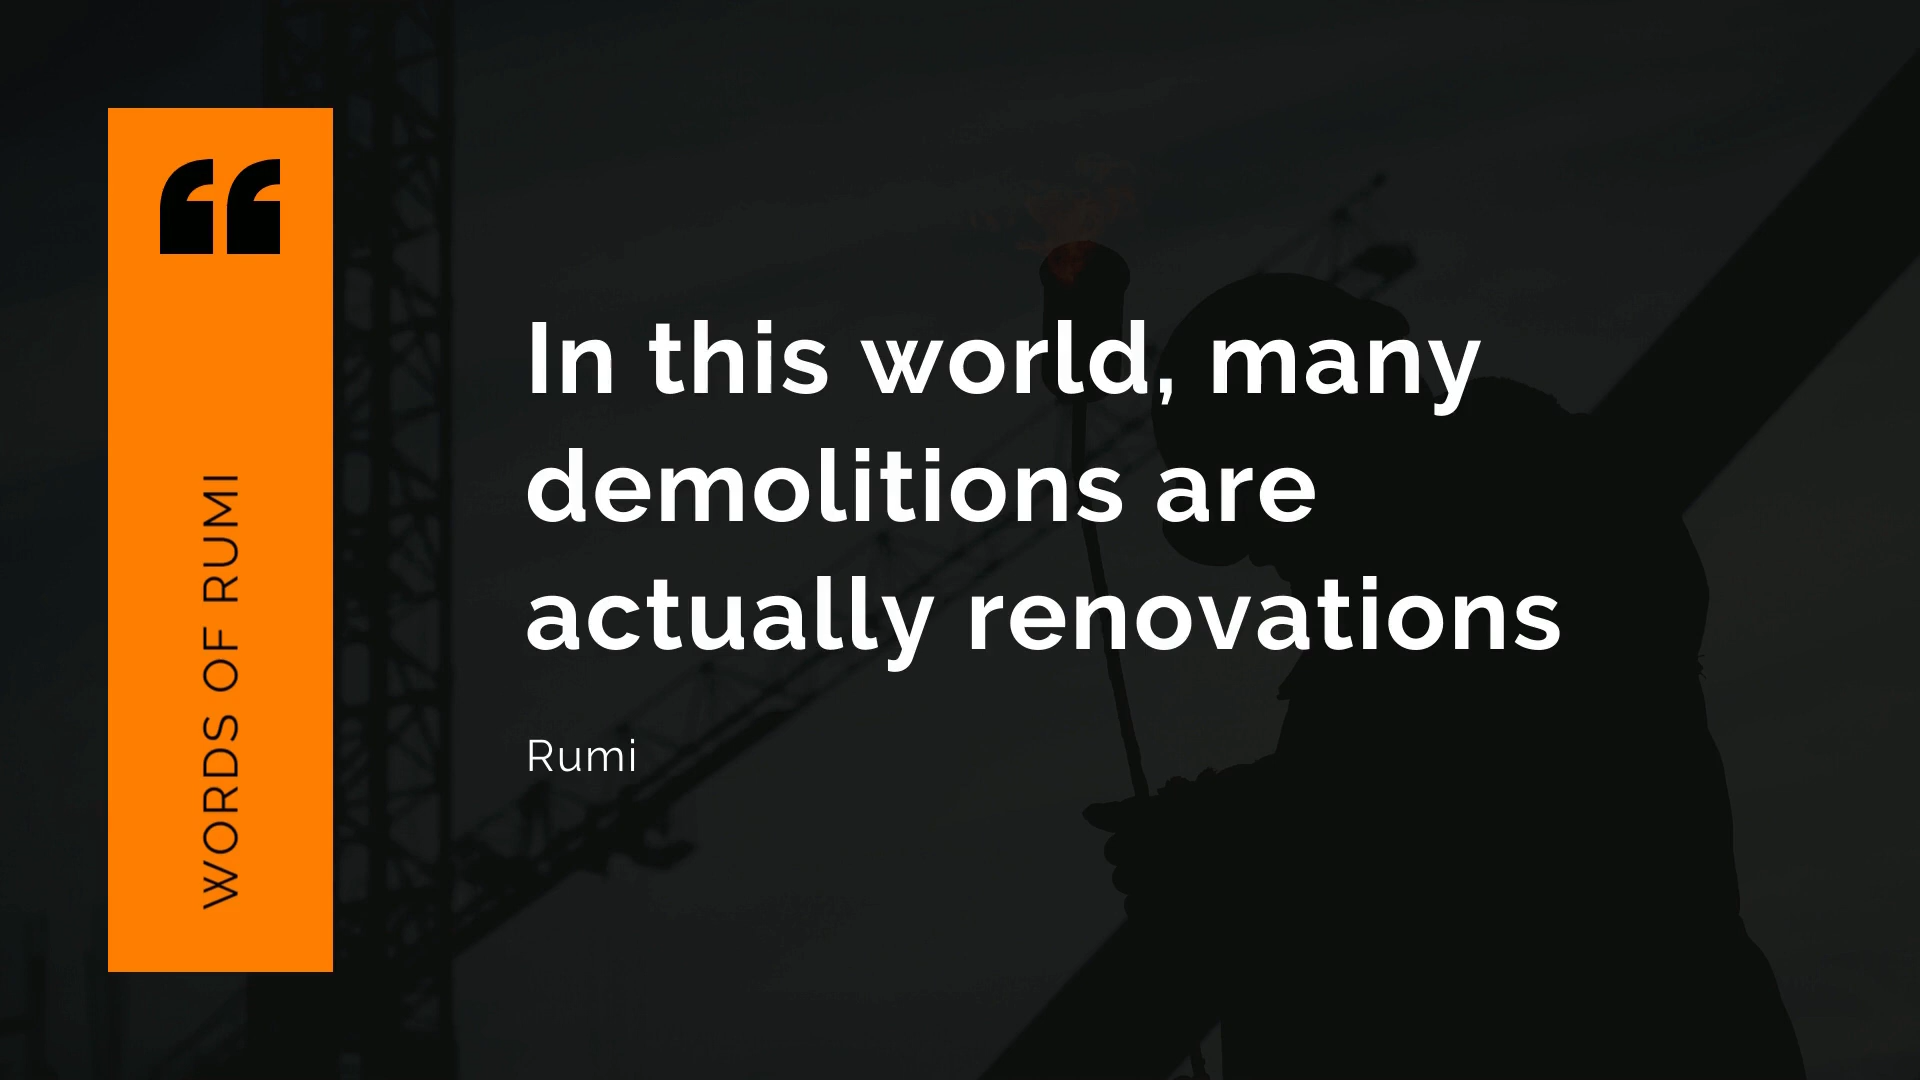 WORDS OF RUMI
In this world, many
demolitions are
actually renovations
Rumi